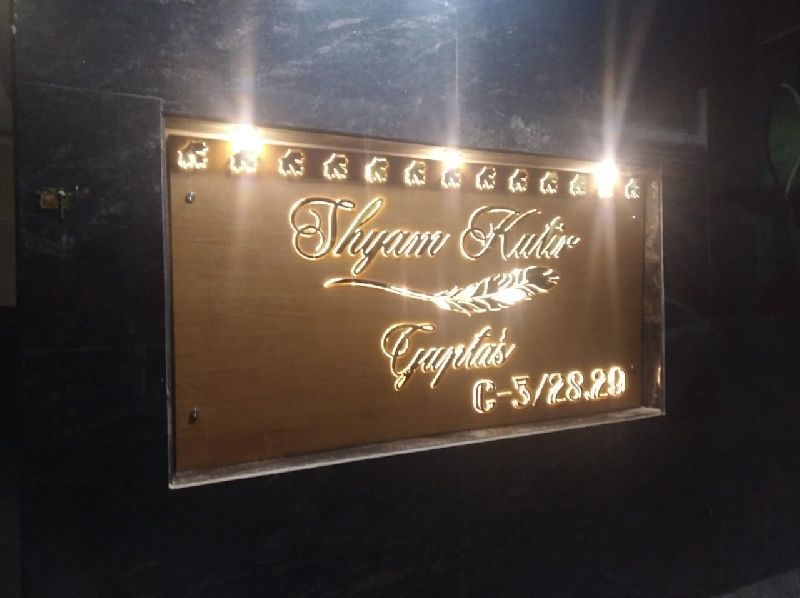 Shyam Kutir
Gupta's
C-5/28,29